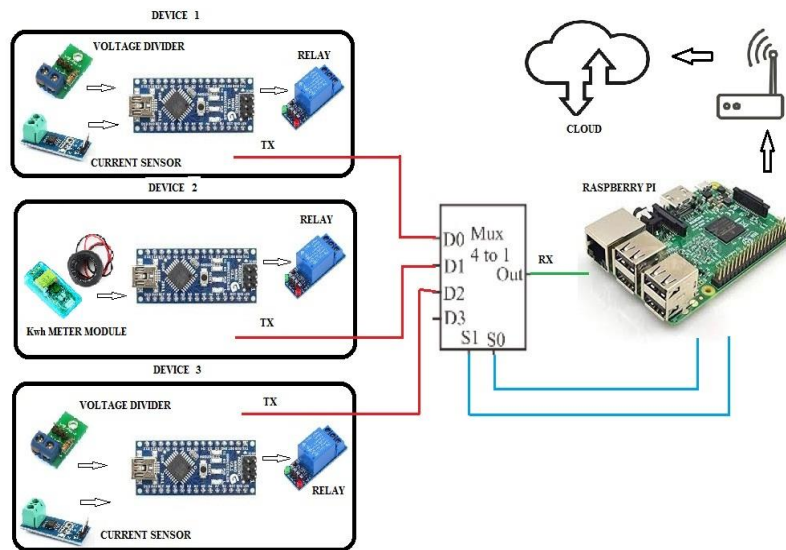 DEVICE 1
VOLTAGE DIVIDER
RELAY
CURRENT SENSOR
TX
DEVICE 2
RELAY
Kwh METER MODULE
TX
DEVICE 3
VOLTAGE DIVIDER
TX
RELAY
CURRENT SENSOR
D0
D1
D2
D3
Mux
4 to 1
Out
S1 S0
RX
RASPBERRY PI
CLOUD